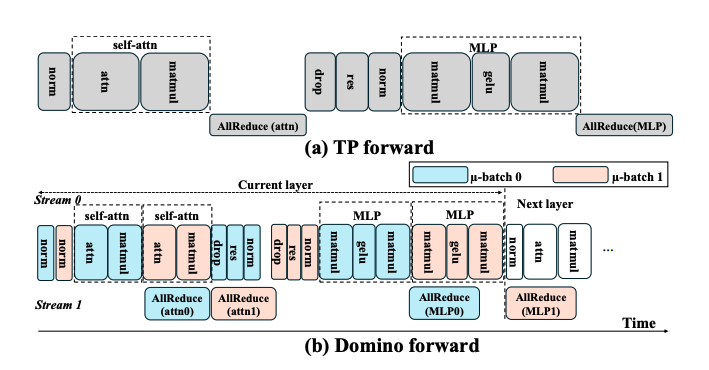 self-attn
MLP
norm
attn
matmul
drop
res
norm
matmul
gelu
matmul
AllReduce (attn)
AllReduce(MLP)
(a) TP forward
μ-batch 0
μ-batch 1
Current layer
Stream 0
Next layer
self-attn
self-attn
MLP
MLP
norm
norm
attn
matmul
attn
matmul
drop
res
norm
drop
res
norm
matmul
gelu
matmul
matmul
gelu
matmul
norm
attn
matmul
...
Stream 1
AllReduce
(attn0)
AllReduce
(attn1)
AllReduce
(MLP0)
AllReduce
(MLP1)
Time
(b) Domino forward